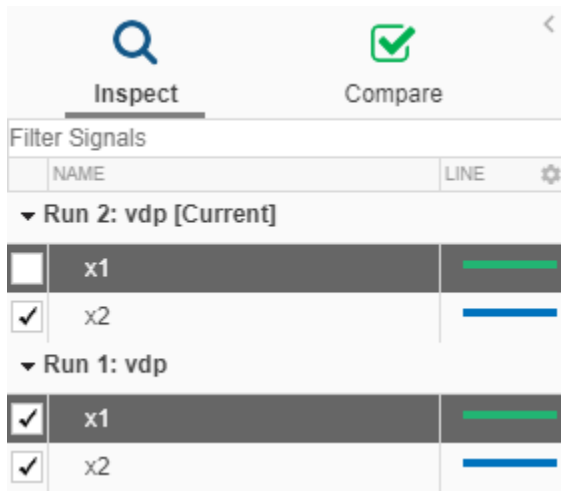 Inspect Compare
Filter Signals
NAME LINE
Run 2: vdp [Current]
x1
x2
Run 1: vdp
x1
x2